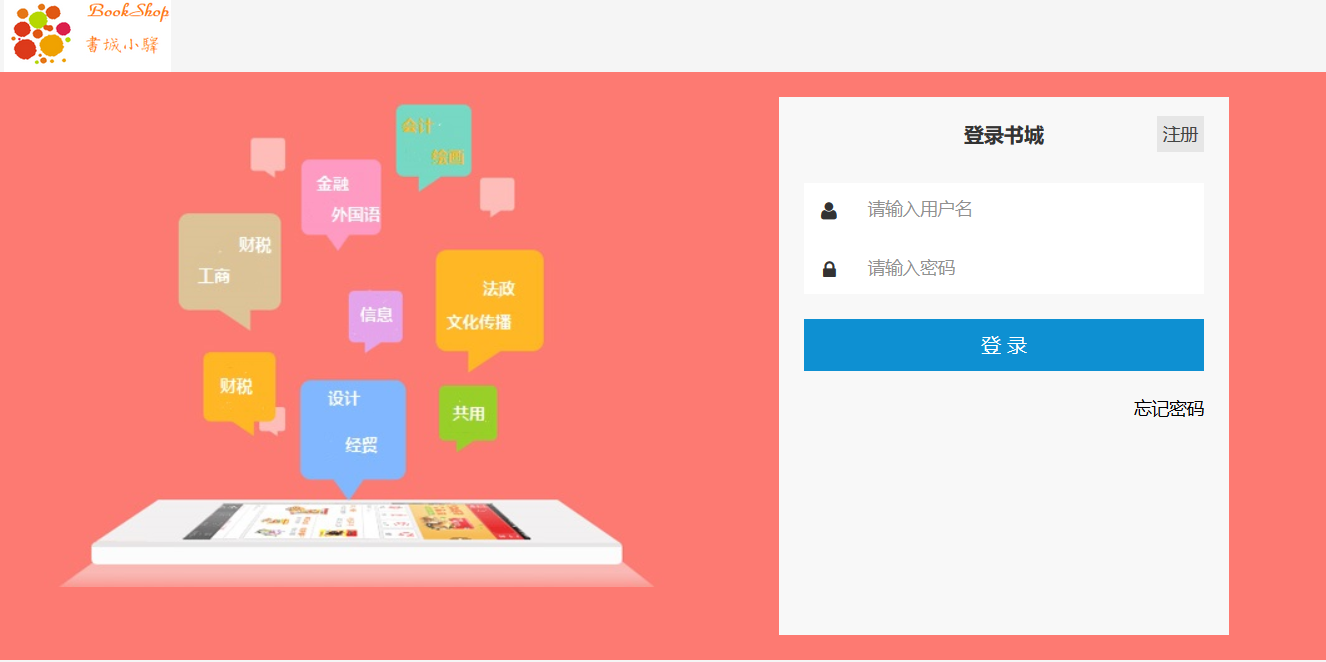 BookShop
書城小驿
会计
绘画
金融
外国语
财税
工商
信息
法政
文化传播
财税
设计
经贸
共用
登录书城
注册
请输入用户名
请输入密码
登 录
忘记密码